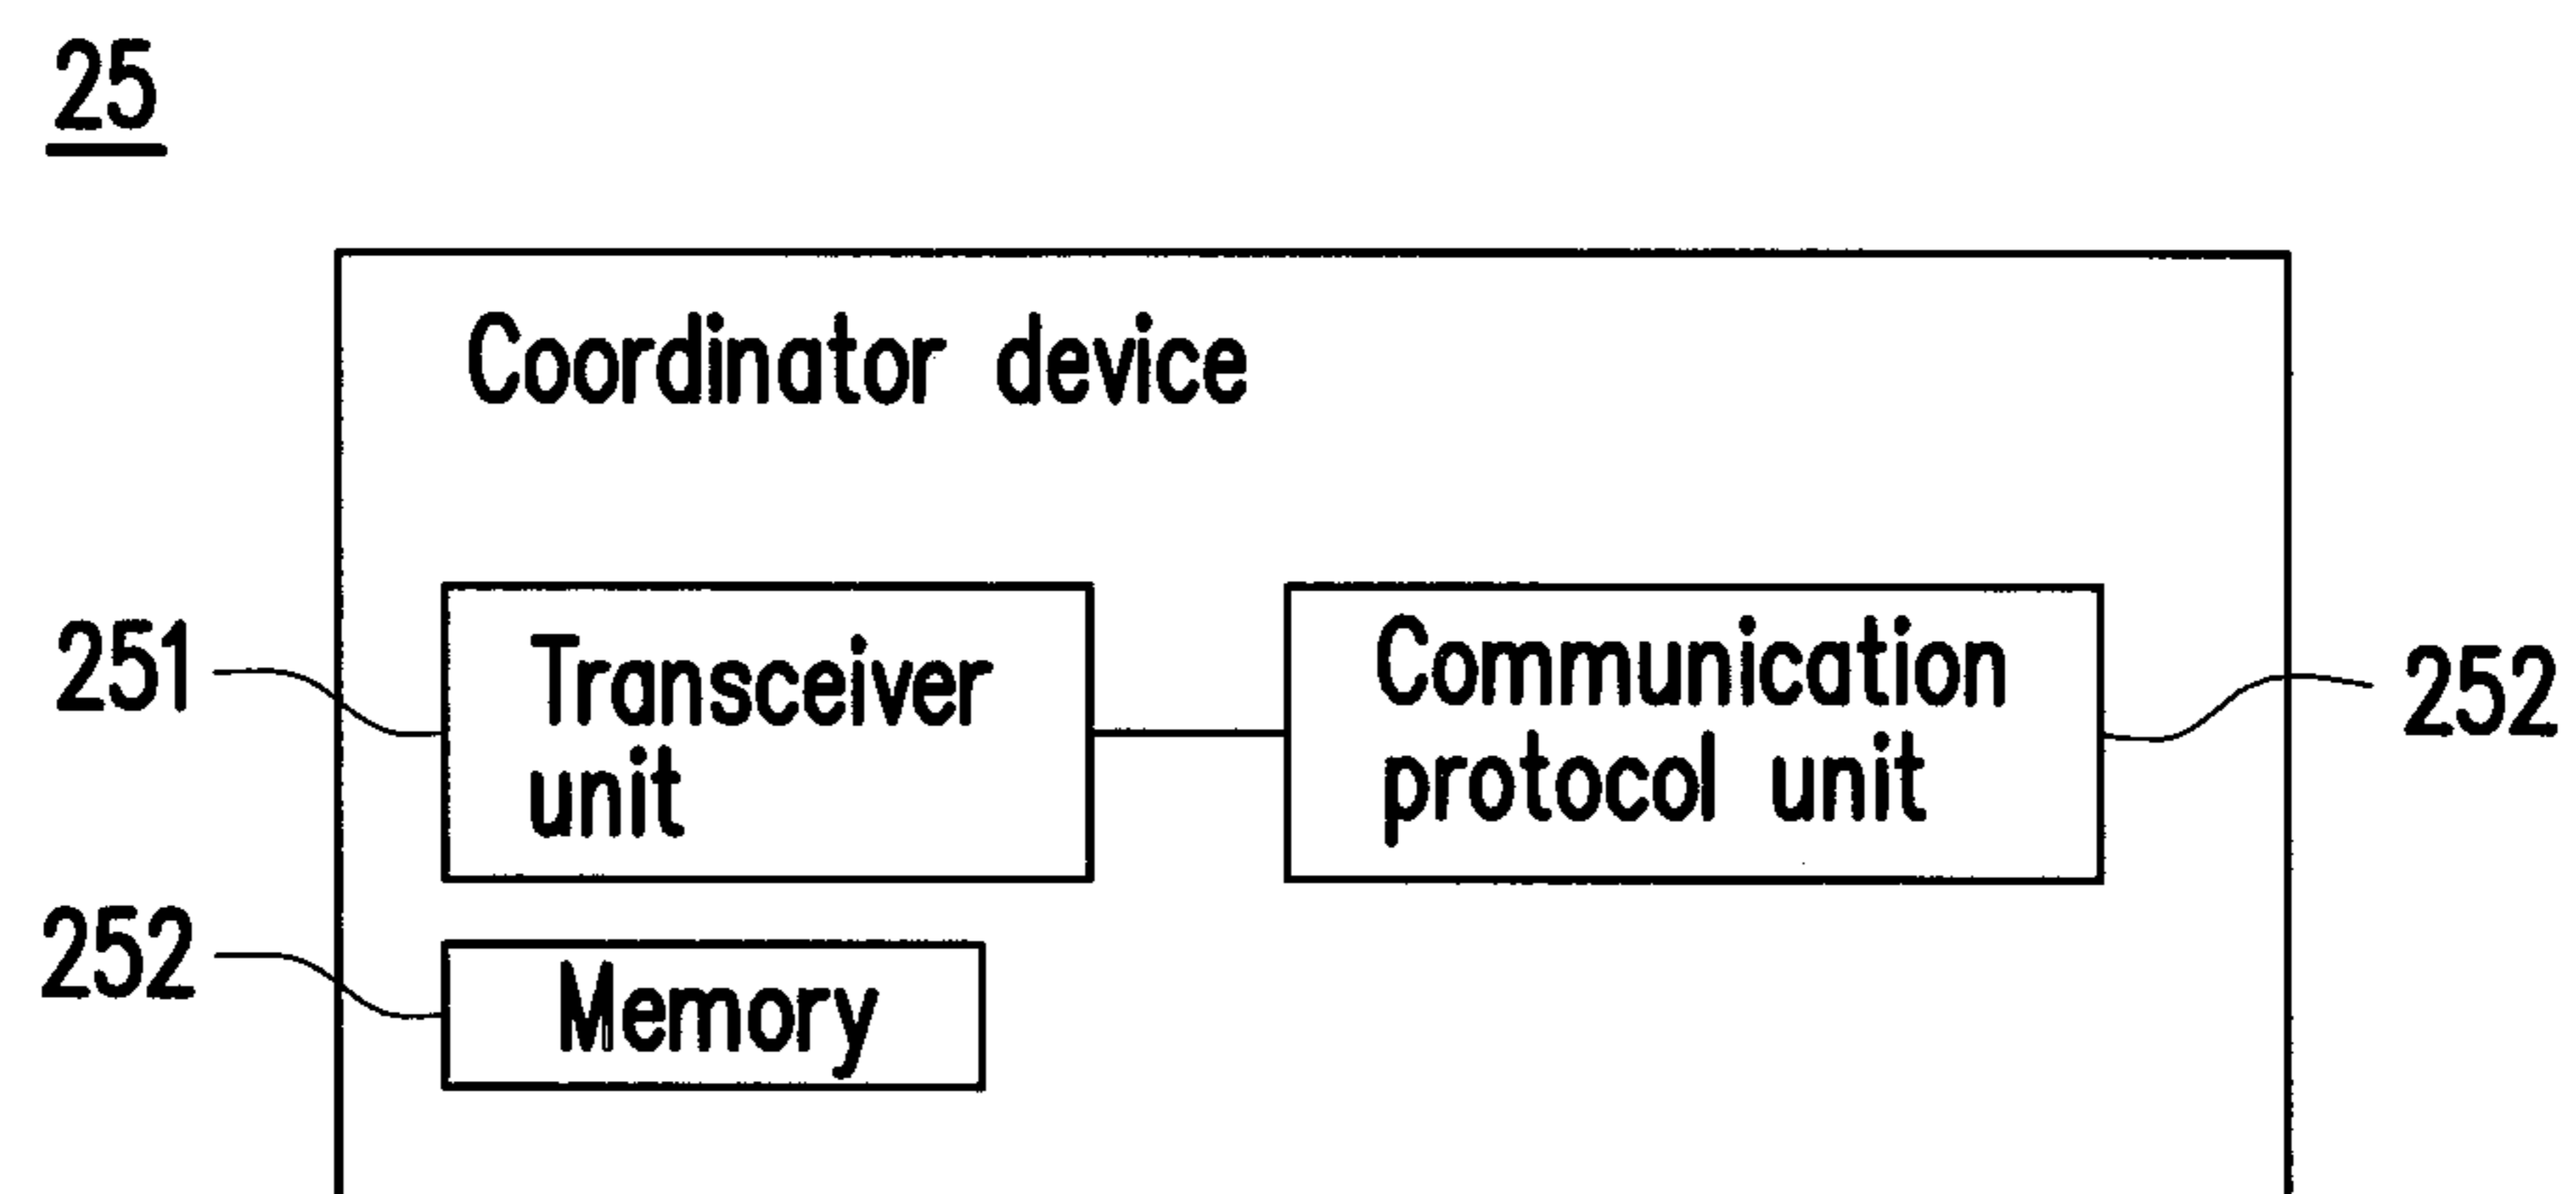 25
Coordinator device
251
Transceiver
unit
Communication
protocol unit
252
252
Memory